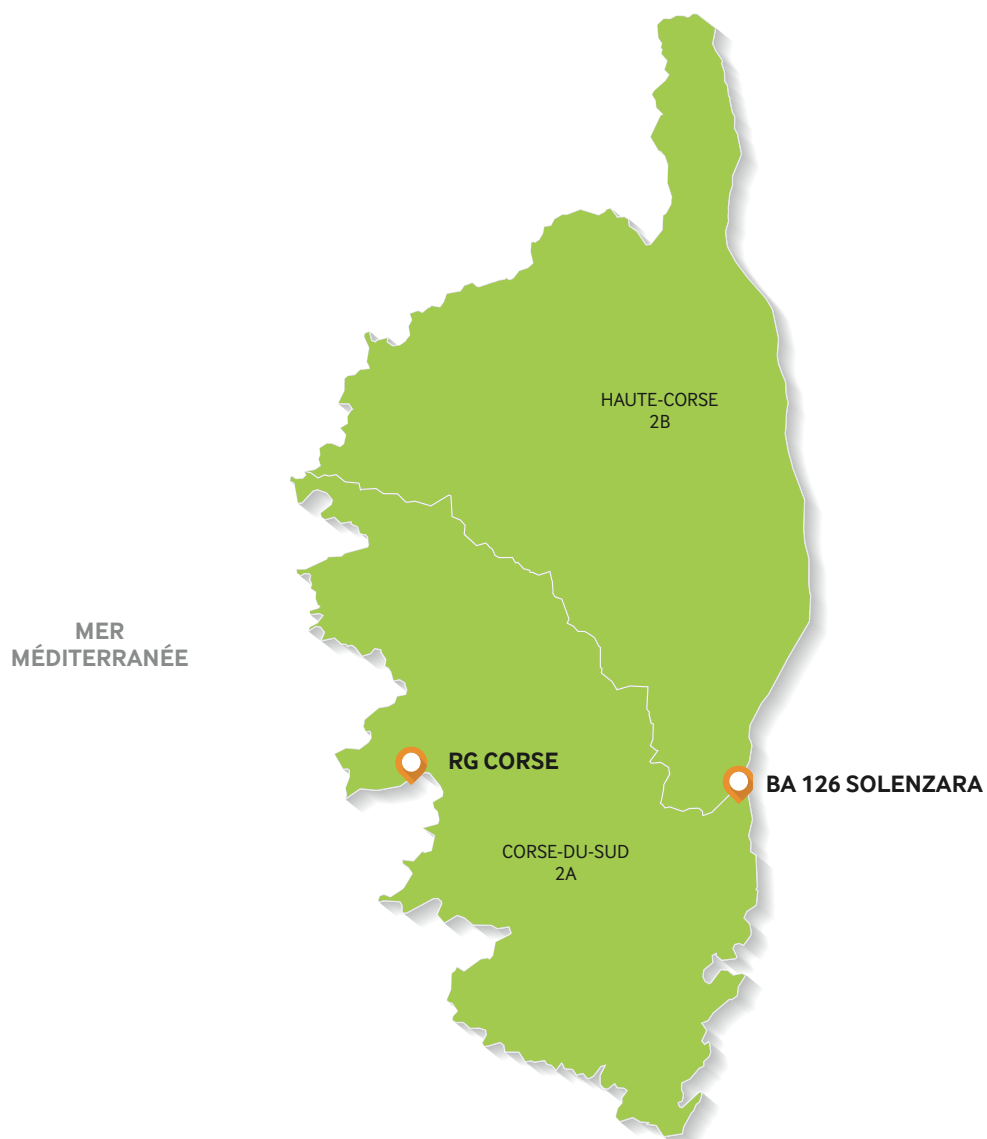 HAUTE-CORSE
2B
MER
MÉDITERRANÉE
RG CORSE
BA 126 SOLENZARA
CORSE-DU-SUD
2A